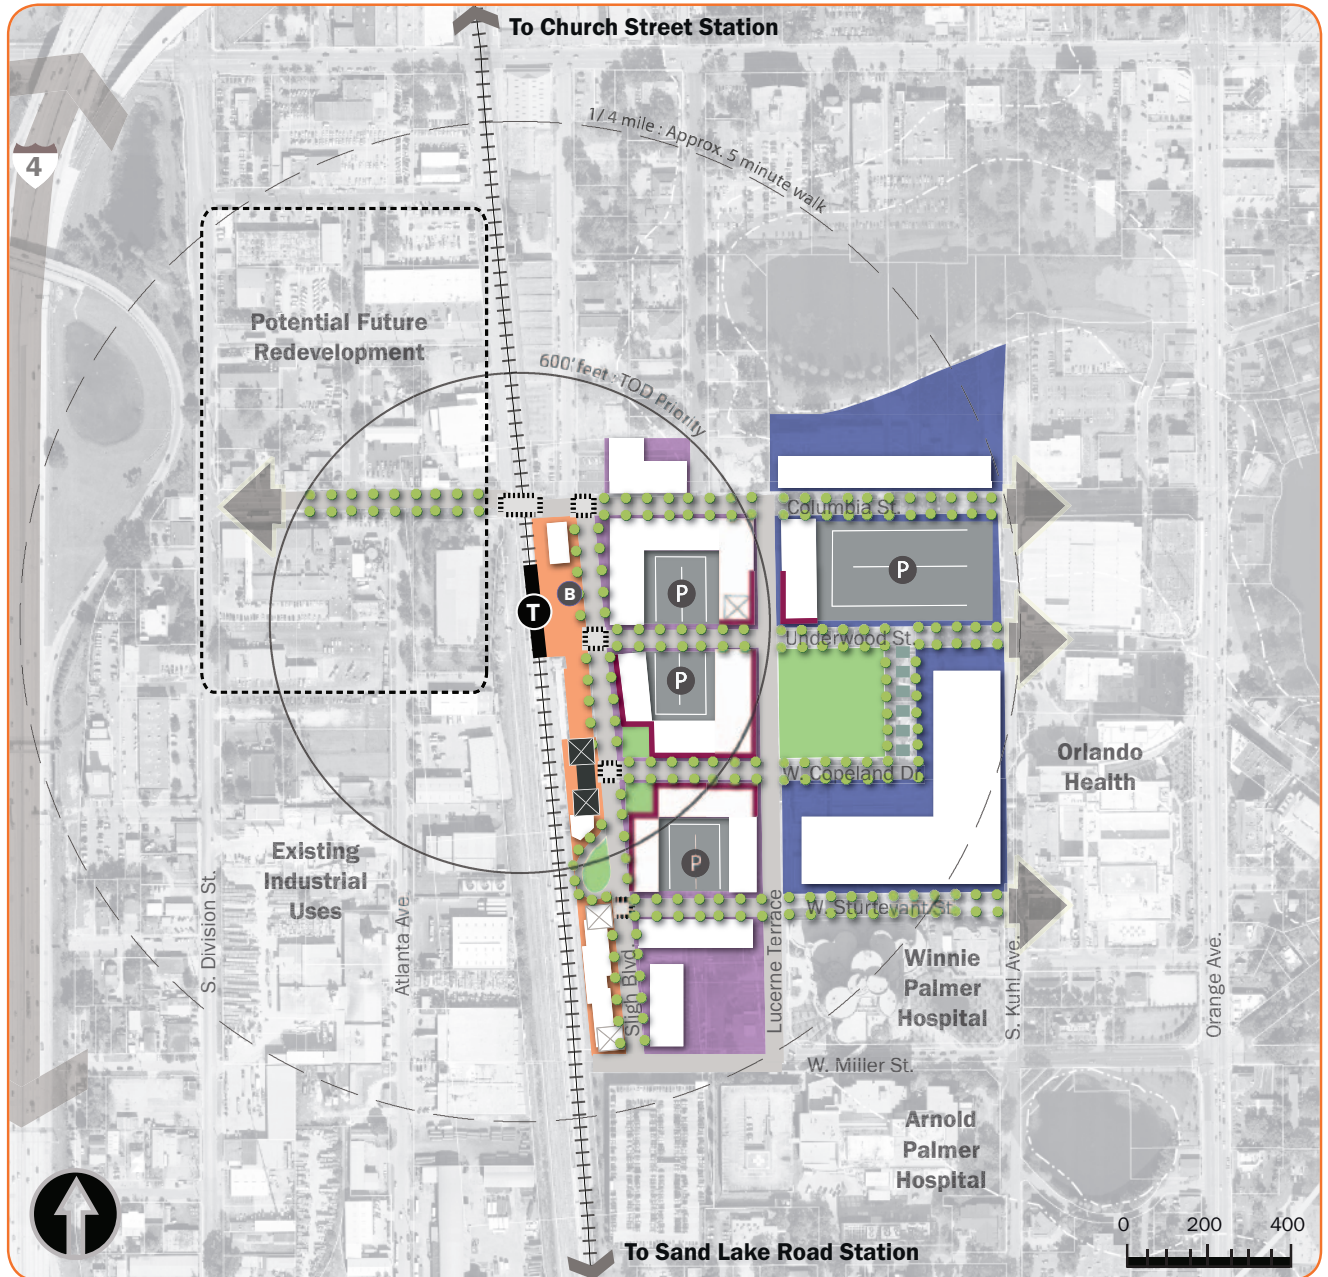 To Church Street Station
1/4 mile : Approx. 5 minute walk
4
Potential Future
Redevelopment
600' feet : TOD Priority
Columbia St.
P
B
P
T
Underwood St.
P
W. Copeland D
Orlando
Health
Existing
Industrial
Uses
P
W. Sturtevant St.
S. Division St.
Atlanta Ave.
Sligh Blvd.
Lucerne Terrace
Winnie
Palmer
Hospital
S. Kuhl Ave.
Orange Ave.
W. Miller St.
Arnold
Palmer
Hospital
0 200 400
To Sand Lake Road Station